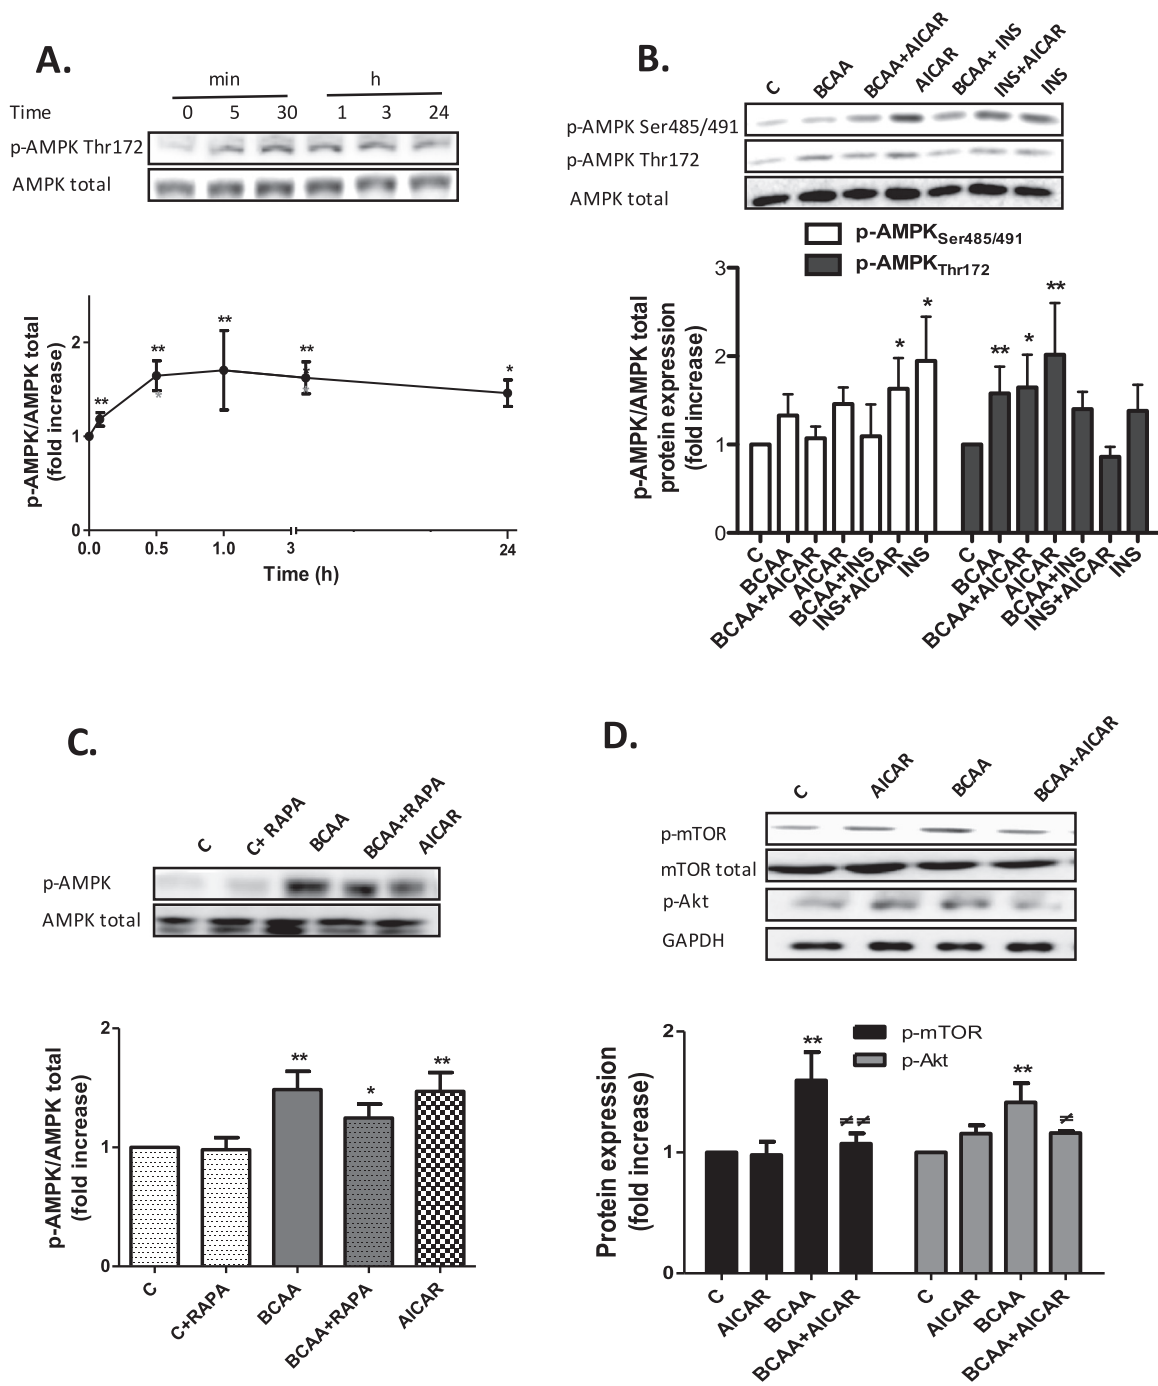 A.
min h
Time 0 5 30 1 3 24
p-AMPK Thr172
AMPK total
p-AMPK/AMPK total
(fold increase)
2
1
0
** ** ** ** *
*
0.0 0.5 1.0 3 24
Time (h)
B.
C BCAA BCAA+AICAR AICAR BCAA+ INS INS+AICAR INS
p-AMPK Ser485/491
p-AMPK Thr172
AMPK total
p-AMPKSer485/491
p-AMPKThr172
p-AMPK/AMPK total
protein expression
(fold increase)
3
2
1
0
* * ** * **
C BCAA BCAA+AICAR AICAR BCAA+INS INS+AICAR INS C BCAA BCAA+AICAR AICAR BCAA+INS INS+AICAR INS
C.
C C+ RAPA BCAA BCAA+RAPA AICAR
p-AMPK
AMPK total
p-AMPK/AMPK total
(fold increase)
2
1
0
** * **
C C+RAPA BCAA BCAA+RAPA AICAR
D.
C AICAR BCAA BCAA+AICAR
p-mTOR
mTOR total
p-Akt
GAPDH
p-mTOR
p-Akt
Protein expression
(fold increase)
2
1
0
** ≠≠ ** ≠
C AICAR BCAA BCAA+AICAR C AICAR BCAA BCAA+AICAR